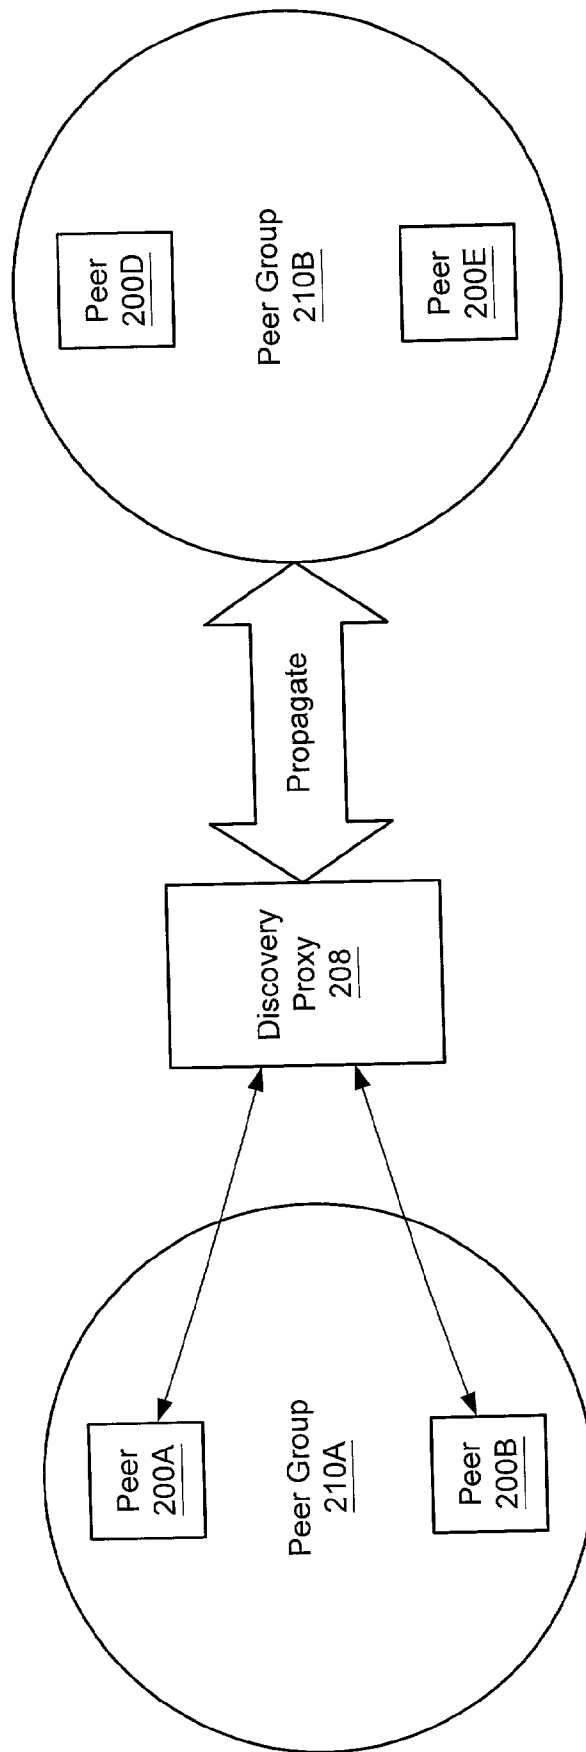 Peer
200A
Peer Group
210A
Peer
200B
Discovery
Proxy
208
Propagate
Peer
200D
Peer Group
210B
Peer
200E